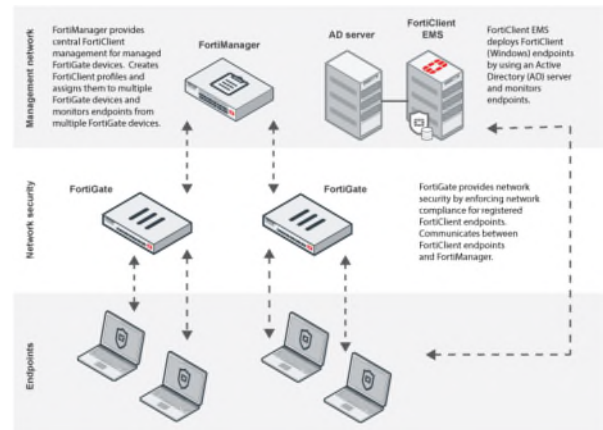 Management network
FortiManager provides
central FortiClient
management for managed
FortiGate devices. Creates
FortiClient profiles and
assigns them to multiple
FortiGate devices and
monitors endpoints from
multiple FortiGate devices.
FortiManager
AD server
FortiClient
EMS
FortiClient EMS
deploys FortiClient
(Windows) endpoints
by using an Active
Directory (AD) server
and monitors
endpoints.
Network security
FortiGate
FortiGate
FortiGate provides network
security by enforcing network
compliance for registered
FortiClient endpoints.
Communicates between
FortiClient endpoints
and FortiManager.
Endpoints